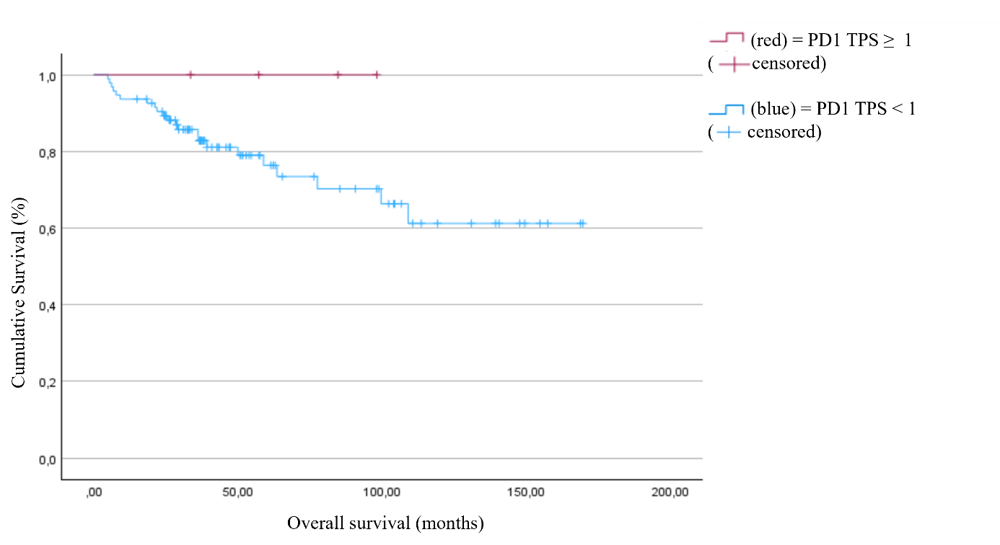 (red) = PD1 TPS ≥ 1
( censored)
(blue) = PD1 TPS < 1
( censored)
Cumulative Survival (%)
1,0
0,8
0,6
0,4
0,2
0,0
,00 50,00 100,00 150,00 200,00
Overall survival (months)